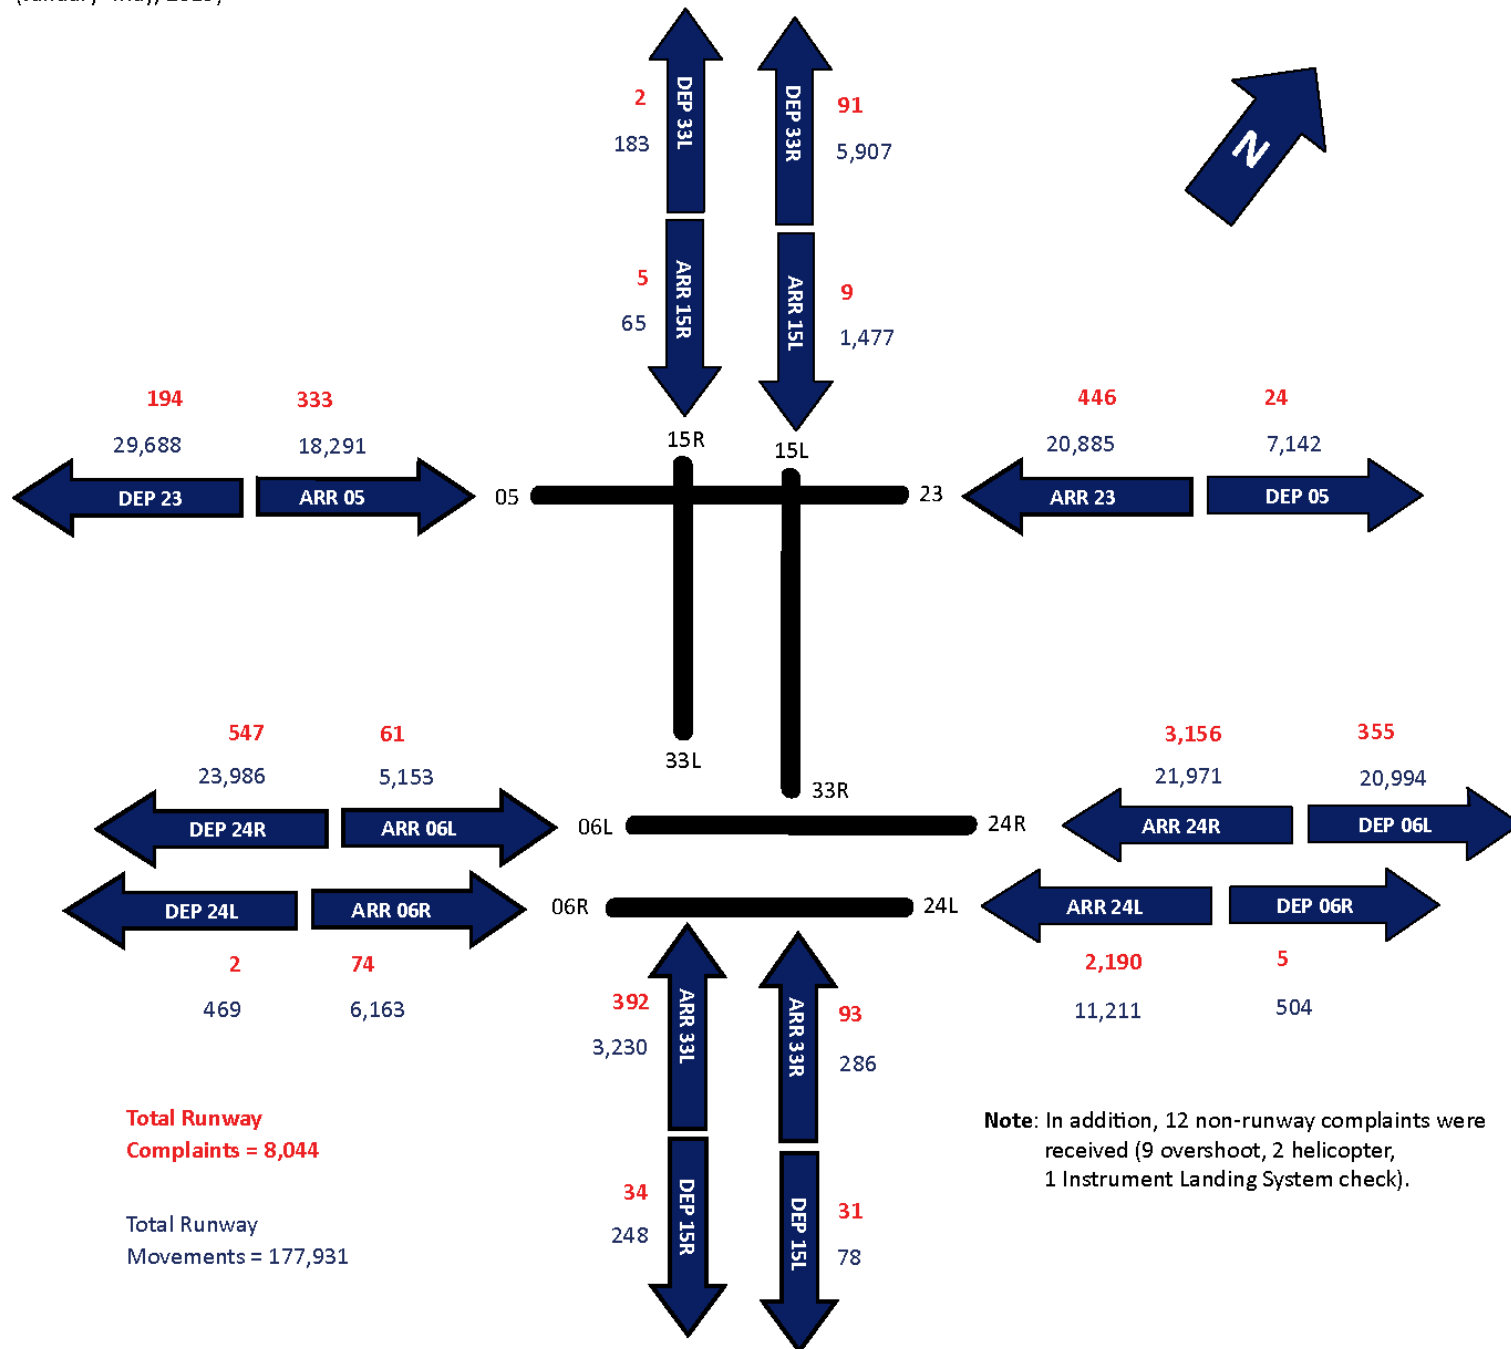 2
183
DEP 33L
DEP 33R
91
5,907
N
5
65
ARR 15R
ARR 15L
9
1,477
194
333
29,688
18,291
DEP 23
ARR 05
446
24
20,885
7,142
ARR 23
DEP 05
15R
15L
05
23
33L
33R
547
61
23,986
5,153
DEP 24R
ARR 06L
06L
24R
3,156
355
21,971
20,994
ARR 24R
DEP 06L
DEP 24L
ARR 06R
06R
24L
ARR 24L
DEP 06R
2
74
469
6,163
2,190
5
11,211
504
392
3,230
ARR 33L
ARR 33R
93
286
34
248
DEP 15R
DEP 15L
31
78
Total Runway
Complaints = 8,044
Total Runway
Movements = 177,931
Note: In addition, 12 non-runway complaints were
received (9 overshoot, 2 helicopter,
1 Instrument Landing System check).